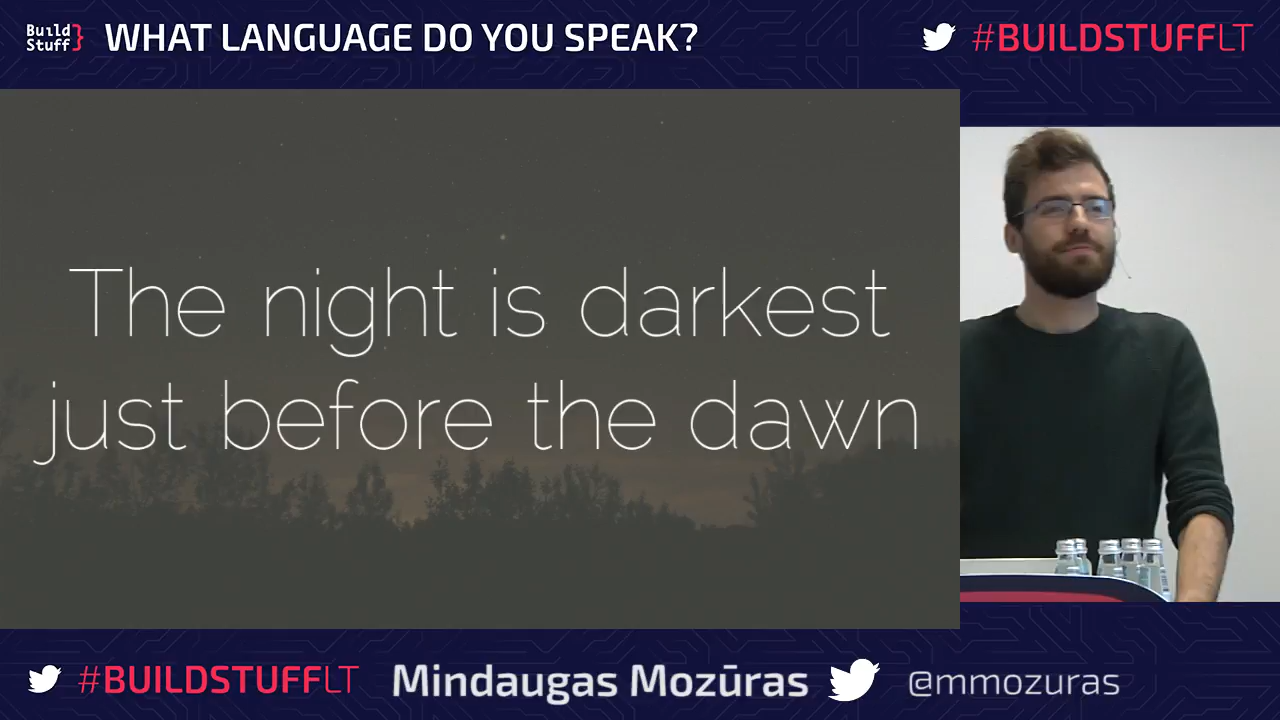 Build
Stuff}
WHAT LANGUAGE DO YOU SPEAK?
#BUILDSTUFFLT
The night is darkest
just before the dawn
#BUILDSTUFFLT
Mindaugas Mozūras
@mmozuras